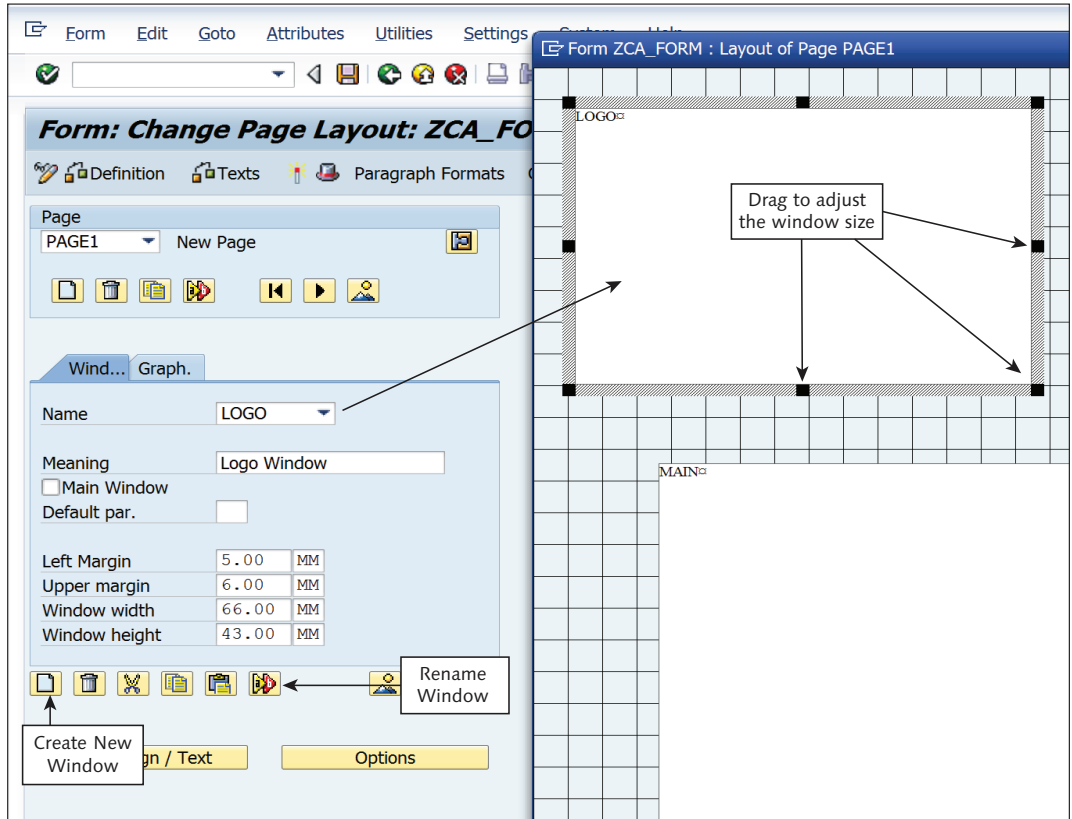 Form Edit Goto Attributes Utilities Settings
Form ZCA_FORM : Layout of Page PAGE1
Form: Change Page Layout: ZCA_FO
Definition Texts Paragraph Formats
Page
PAGE1 New Page
Wind... Graph.
Name LOGO
Meaning Logo Window
Main Window
Default par.
Left Margin 5.00 MM
Upper margin 6.00 MM
Window width 66.00 MM
Window height 43.00 MM
Rename
Window
Create New
Window
gn / Text
Options
LOGO¤
Drag to adjust
the window size
MAIN¤